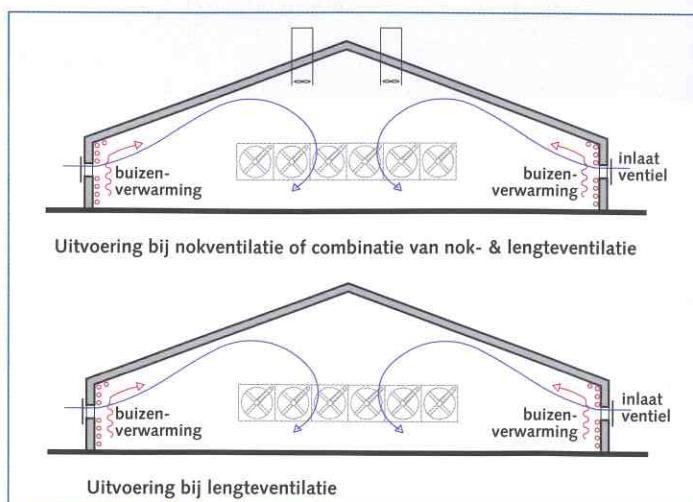 buizen-
verwarming
buizen-
verwarming
inlaat
ventiel
Uitvoering bij nokventilatie of combinatie van nok- & lengteventilatie
buizen-
verwarming
buizen-
verwarming
inlaat
ventiel
Uitvoering bij lengteventilatie